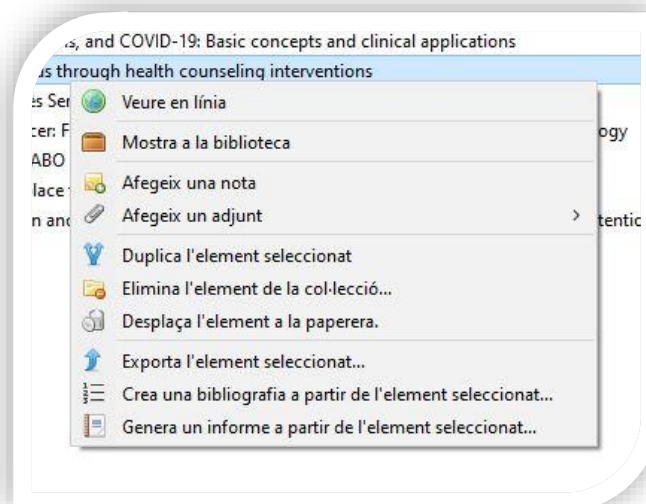 and COVID-19: Basic concepts and clinical applications
through health counseling interventions
Veure en línia
Mostra a la biblioteca
ABO
Afegeix una nota
Afegeix un adjunt
Duplica l'element seleccionat
Elimina l'element de la col·lecció...
Desplaça l'element a la paperera.
Exporta l'element seleccionat...
Crea una bibliografia a partir de l'element seleccionat...
Genera un informe a partir de l'element seleccionat...